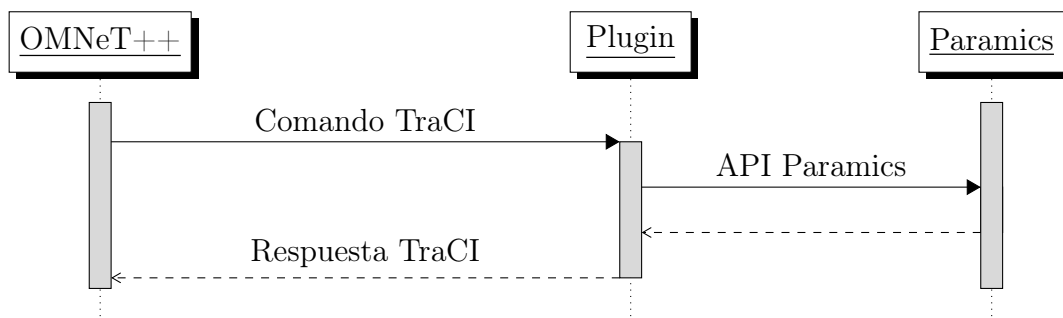 OMNeT++
Plugin
Paramics
Comando TraCI
API Paramics
Respuesta TraCI